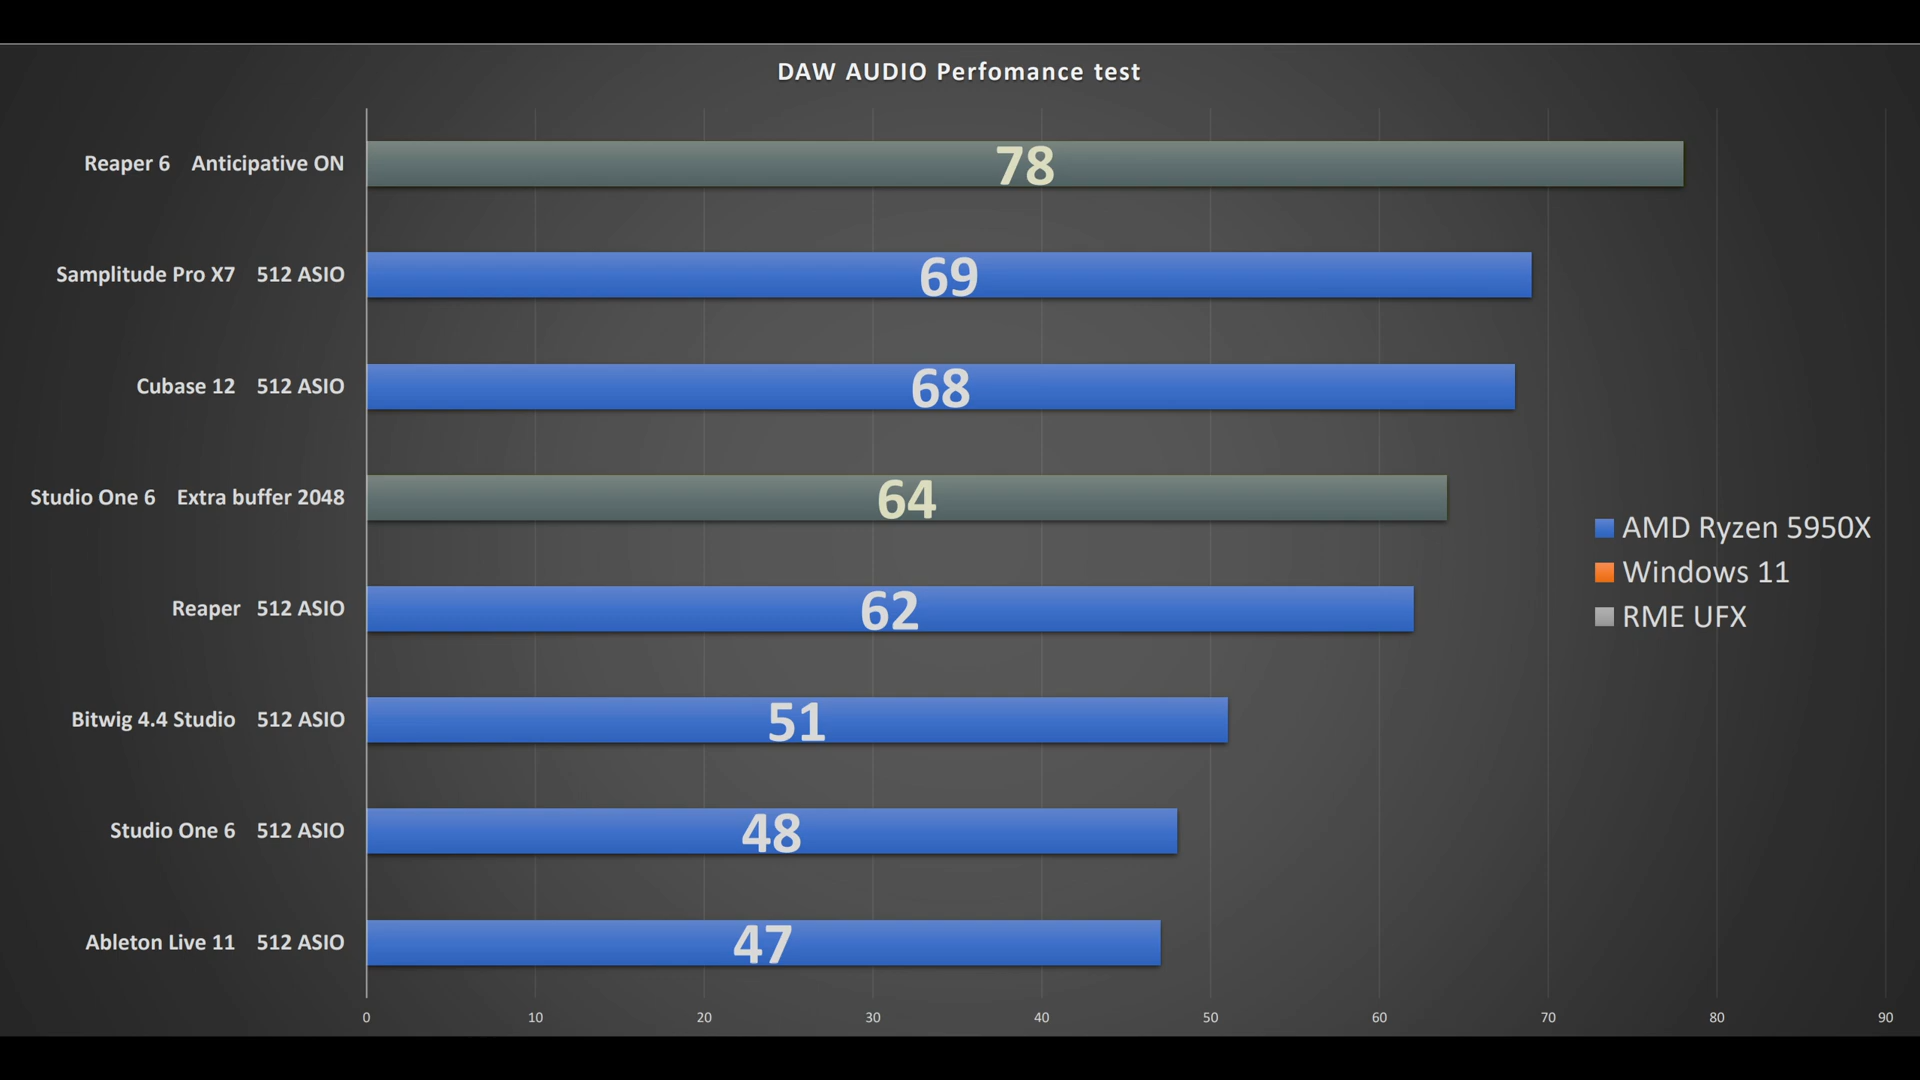 DAW AUDIO Perfomance test
Reaper 6 Anticipative ON
78
Samplitude Pro X7 512 ASIO
69
Cubase 12 512 ASIO
68
Studio One 6 Extra buffer 2048
64
Reaper 512 ASIO
62
Bitwig 4.4 Studio 512 ASIO
51
Studio One 6 512 ASIO
48
Ableton Live 11 512 ASIO
47
AMD Ryzen 5950X
Windows 11
RME UFX
0 10 20 30 40 50 60 70 80 90